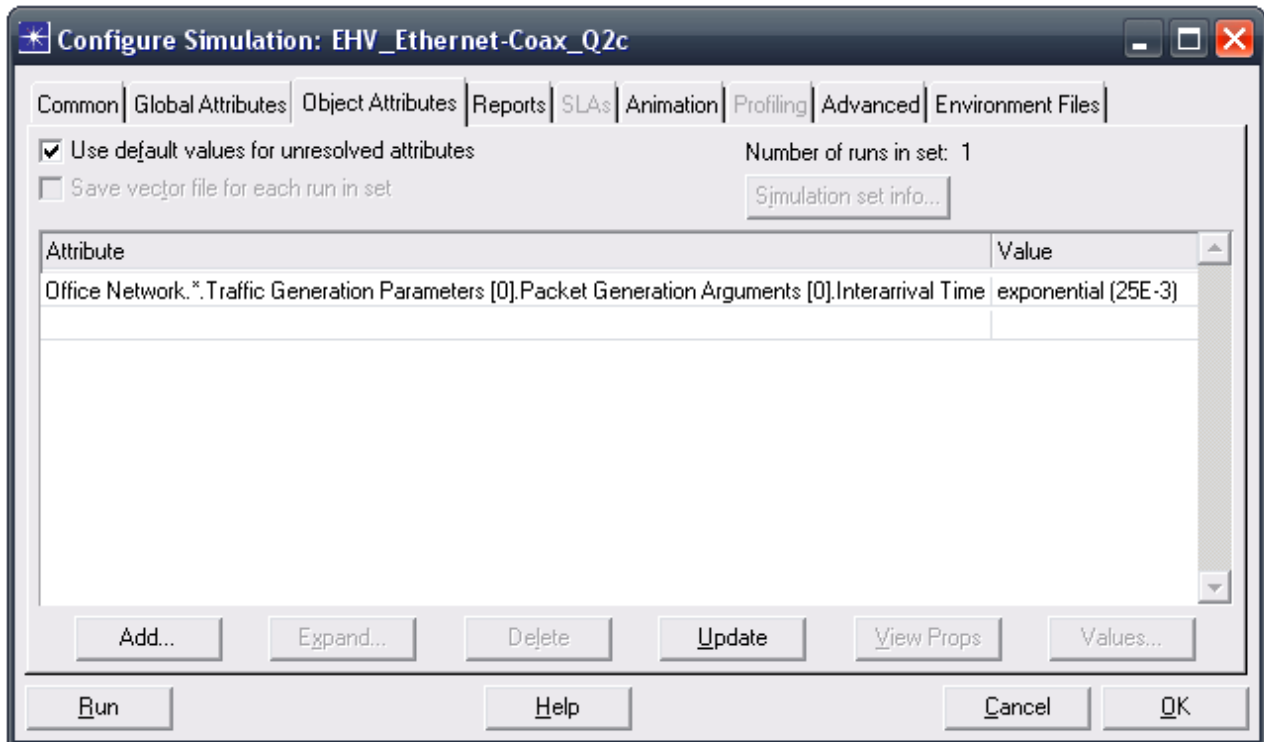 Configure Simulation: EHV_Ethernet-Coax_Q2c
Common Global Attributes Object Attributes Reports SLAs Animation Profiling Advanced Environment Files
Use default values for unresolved attributes Number of runs in set: 1
Save vector file for each run in set Simulation set info...
Attribute Value
Office Network.*.Traffic Generation Parameters [0].Packet Generation Arguments [0].Interarrival Time exponential (25E-3)
Add... Expand... Delete Update View Props Values...
Run Help Cancel OK